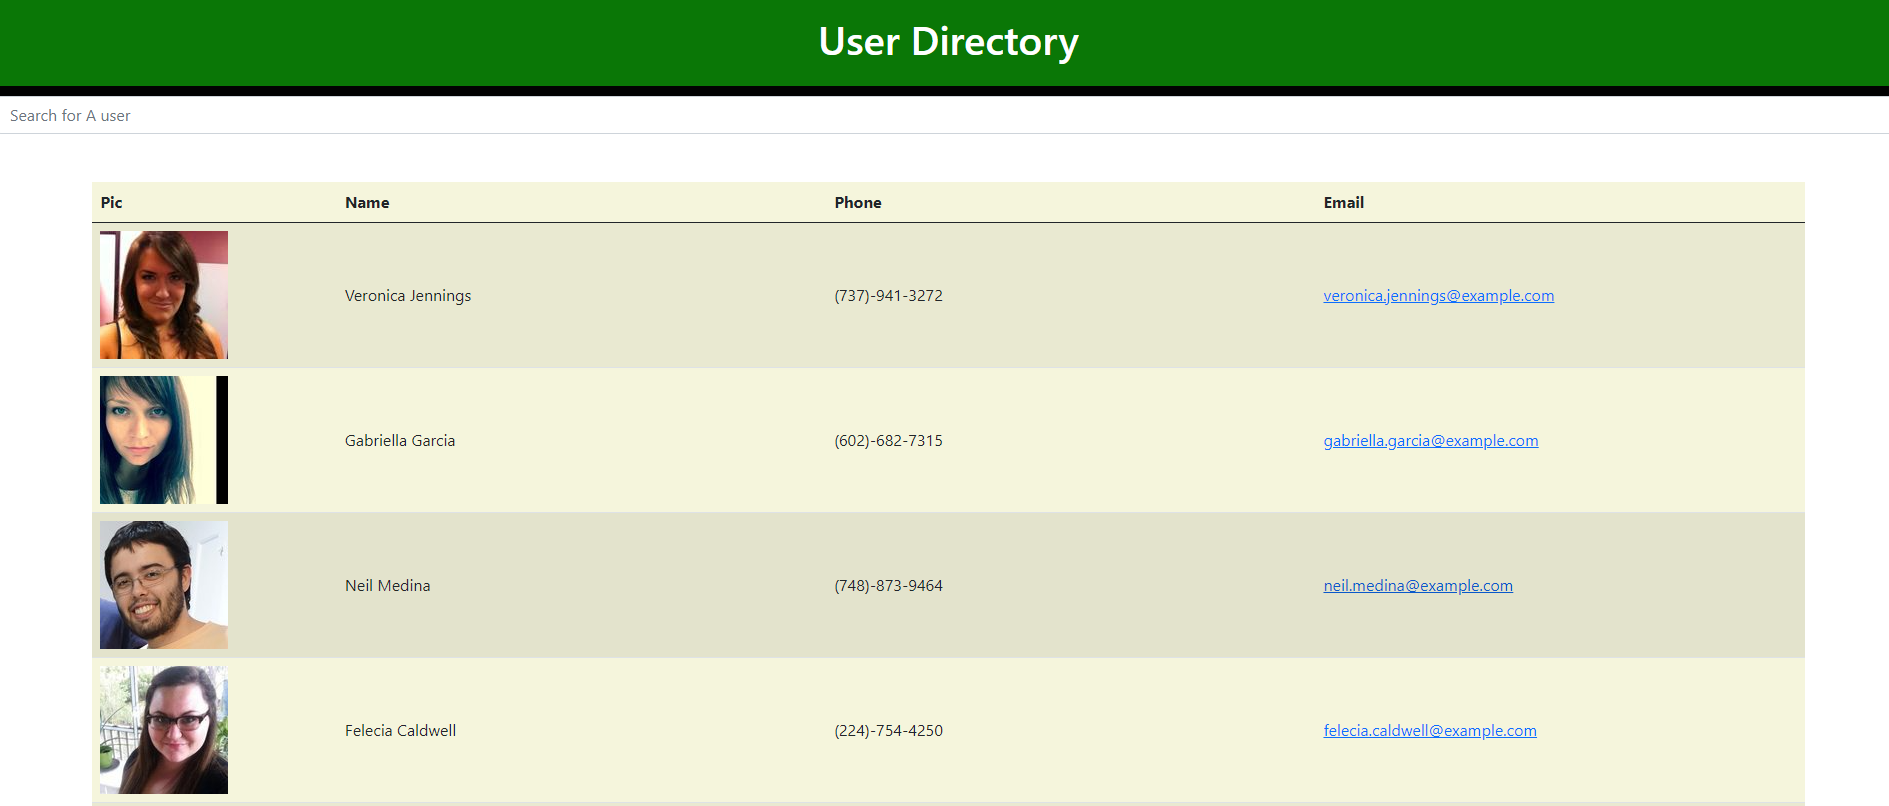 User Directory
Search for A user
Pic Name Phone Email
Veronica Jennings (737)-941-3272 veronica.jennings@example.com
Gabriella Garcia (602)-682-7315 gabriella.garcia@example.com
Neil Medina (748)-873-9464 neil.medina@example.com
Felecia Caldwell (224)-754-4250 felecia.caldwell@example.com